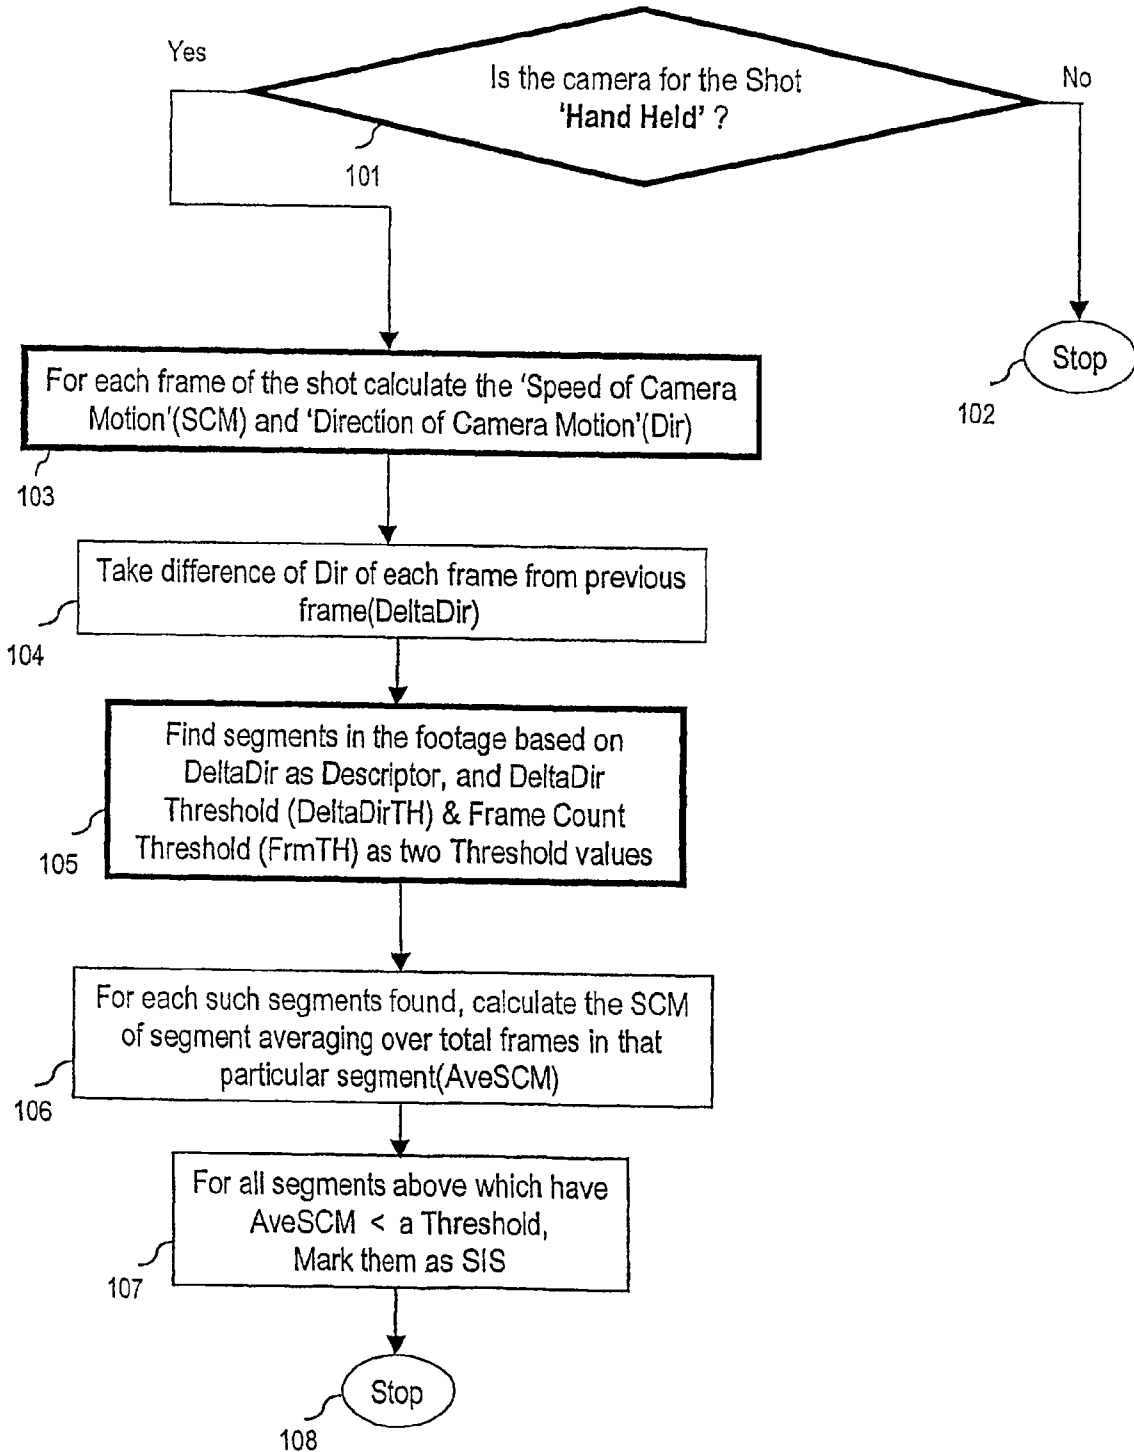 Yes
Is the camera for the Shot
'Hand Held' ?
No
101
Stop
102
For each frame of the shot calculate the 'Speed of Camera
Motion'(SCM) and 'Direction of Camera Motion'(Dir)
103
Take difference of Dir of each frame from previous
frame(DeltaDir)
104
Find segments in the footage based on
DeltaDir as Descriptor, and DeltaDir
Threshold (DeltaDirTH) & Frame Count
Threshold (FrmTH) as two Threshold values
105
For each such segments found, calculate the SCM
of segment averaging over total frames in that
particular segment(AveSCM)
106
For all segments above which have
AveSCM < a Threshold,
Mark them as SIS
107
Stop
108